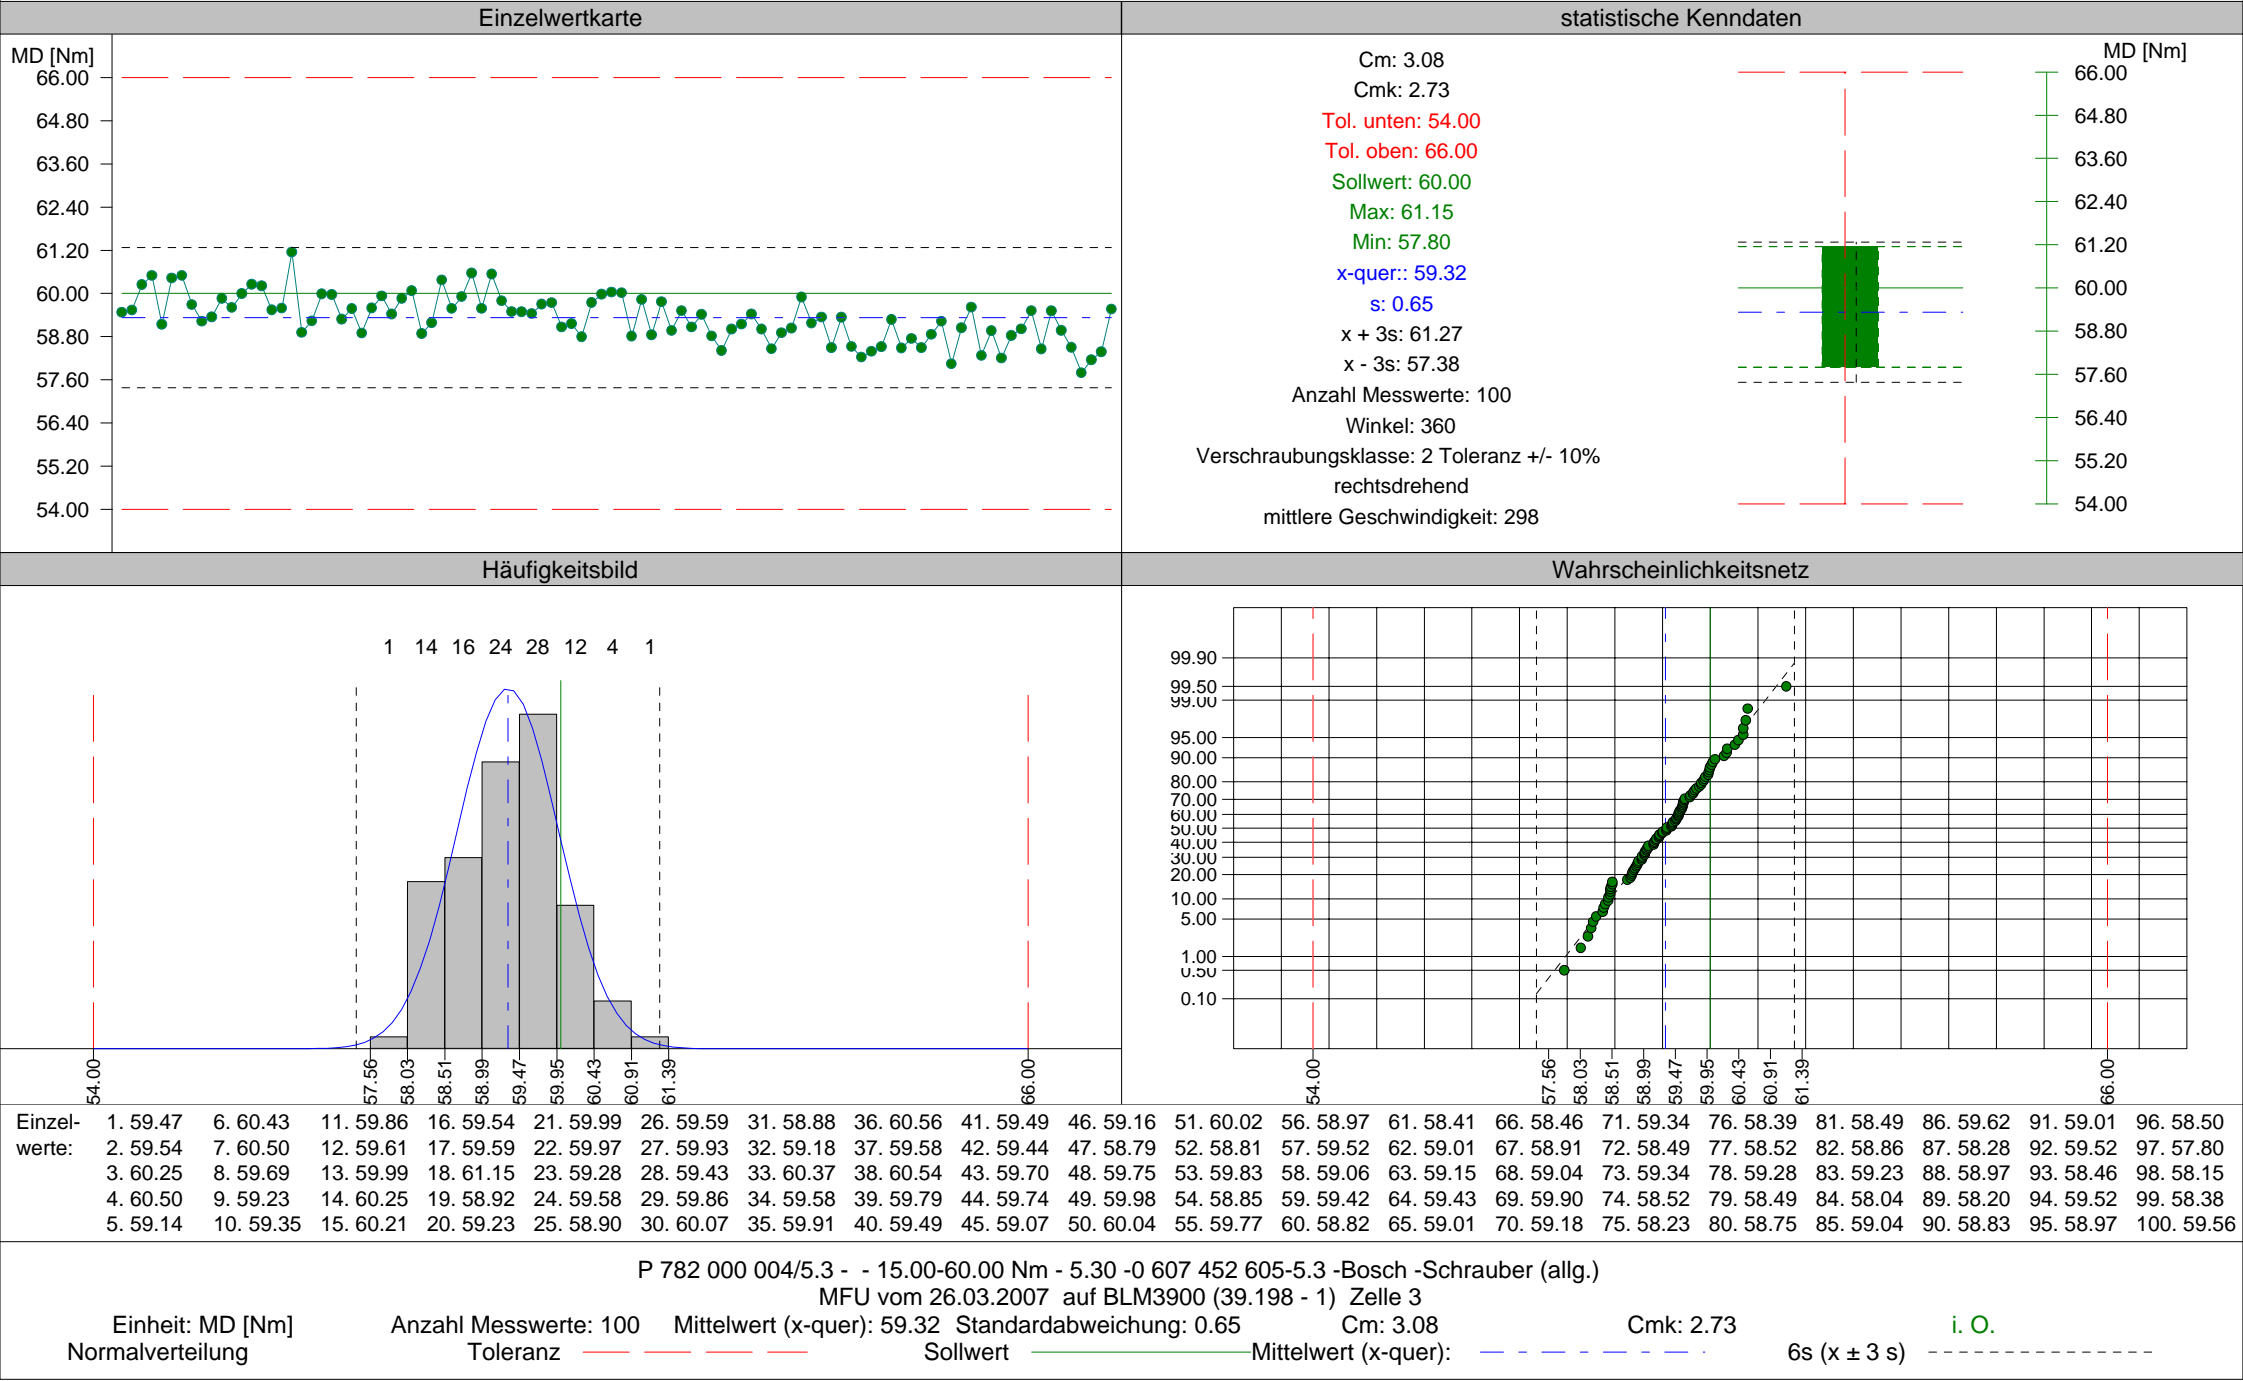 Einzelwertkarte
MD [Nm]
66.00
64.80
63.60
62.40
61.20
60.00
58.80
57.60
56.40
55.20
54.00
statistische Kenndaten
Cm: 3.08
Cmk: 2.73
Tol. unten: 54.00
Tol. oben: 66.00
Sollwert: 60.00
Max: 61.15
Min: 57.80
x-quer:: 59.32
s: 0.65
x + 3s: 61.27
x - 3s: 57.38
Anzahl Messwerte: 100
Winkel: 360
Verschraubungsklasse: 2 Toleranz +/- 10%
rechtsdrehend
mittlere Geschwindigkeit: 298
MD [Nm]
66.00
64.80
63.60
62.40
61.20
60.00
58.80
57.60
56.40
55.20
54.00
Häufigkeitsbild
1 14 16 24 28 12 4 1
54.00 57.56 58.03 58.51 58.99 59.47 59.95 60.43 60.91 61.39 66.00
Wahrscheinlichkeitsnetz
99.90
99.50
99.00
95.00
90.00
80.00
70.00
60.00
50.00
40.00
30.00
20.00
10.00
5.00
1.00
0.50
0.10
54.00 57.56 58.03 58.51 58.99 59.47 59.95 60.43 60.91 61.39 66.00
Einzel- 1. 59.47 6. 60.43 11. 59.86 16. 59.54 21. 59.99 26. 59.59 31. 58.88 36. 60.56 41. 59.49 46. 59.16 51. 60.02 56. 58.97 61. 58.41 66. 58.46 71. 59.34 76. 58.39 81. 58.49 86. 59.62 91. 59.01 96. 58.50
werte: 2. 59.54 7. 60.50 12. 59.61 17. 59.59 22. 59.97 27. 59.93 32. 59.18 37. 59.58 42. 59.44 47. 58.79 52. 58.81 57. 59.52 62. 59.01 67. 58.91 72. 58.49 77. 58.52 82. 58.86 87. 58.28 92. 59.52 97. 57.80
3. 60.25 8. 59.69 13. 59.99 18. 61.15 23. 59.28 28. 59.43 33. 60.37 38. 60.54 43. 59.70 48. 59.75 53. 59.83 58. 59.06 63. 59.15 68. 59.04 73. 59.34 78. 59.28 83. 59.23 88. 58.97 93. 58.46 98. 58.15
4. 60.50 9. 59.23 14. 60.25 19. 58.92 24. 59.58 29. 59.86 34. 59.58 39. 59.79 44. 59.74 49. 59.98 54. 58.85 59. 59.42 64. 59.43 69. 59.90 74. 58.52 79. 58.49 84. 58.04 89. 58.20 94. 59.52 99. 58.38
5. 59.14 10. 59.35 15. 60.21 20. 59.23 25. 58.90 30. 60.07 35. 59.91 40. 59.49 45. 59.07 50. 60.04 55. 59.77 60. 58.82 65. 59.01 70. 59.18 75. 58.23 80. 58.75 85. 59.04 90. 58.83 95. 58.97 100. 59.56
P 782 000 004/5.3 - - 15.00-60.00 Nm - 5.30 -0 607 452 605-5.3 -Bosch -Schrauber (allg.)
MFU vom 26.03.2007 auf BLM3900 (39.198 - 1) Zelle 3
Einheit: MD [Nm] Anzahl Messwerte: 100 Mittelwert (x-quer): 59.32 Standardabweichung: 0.65 Cm: 3.08 Cmk: 2.73 i. O.
Normalverteilung Toleranz Sollwert Mittelwert (x-quer): 6s (x ± 3 s)